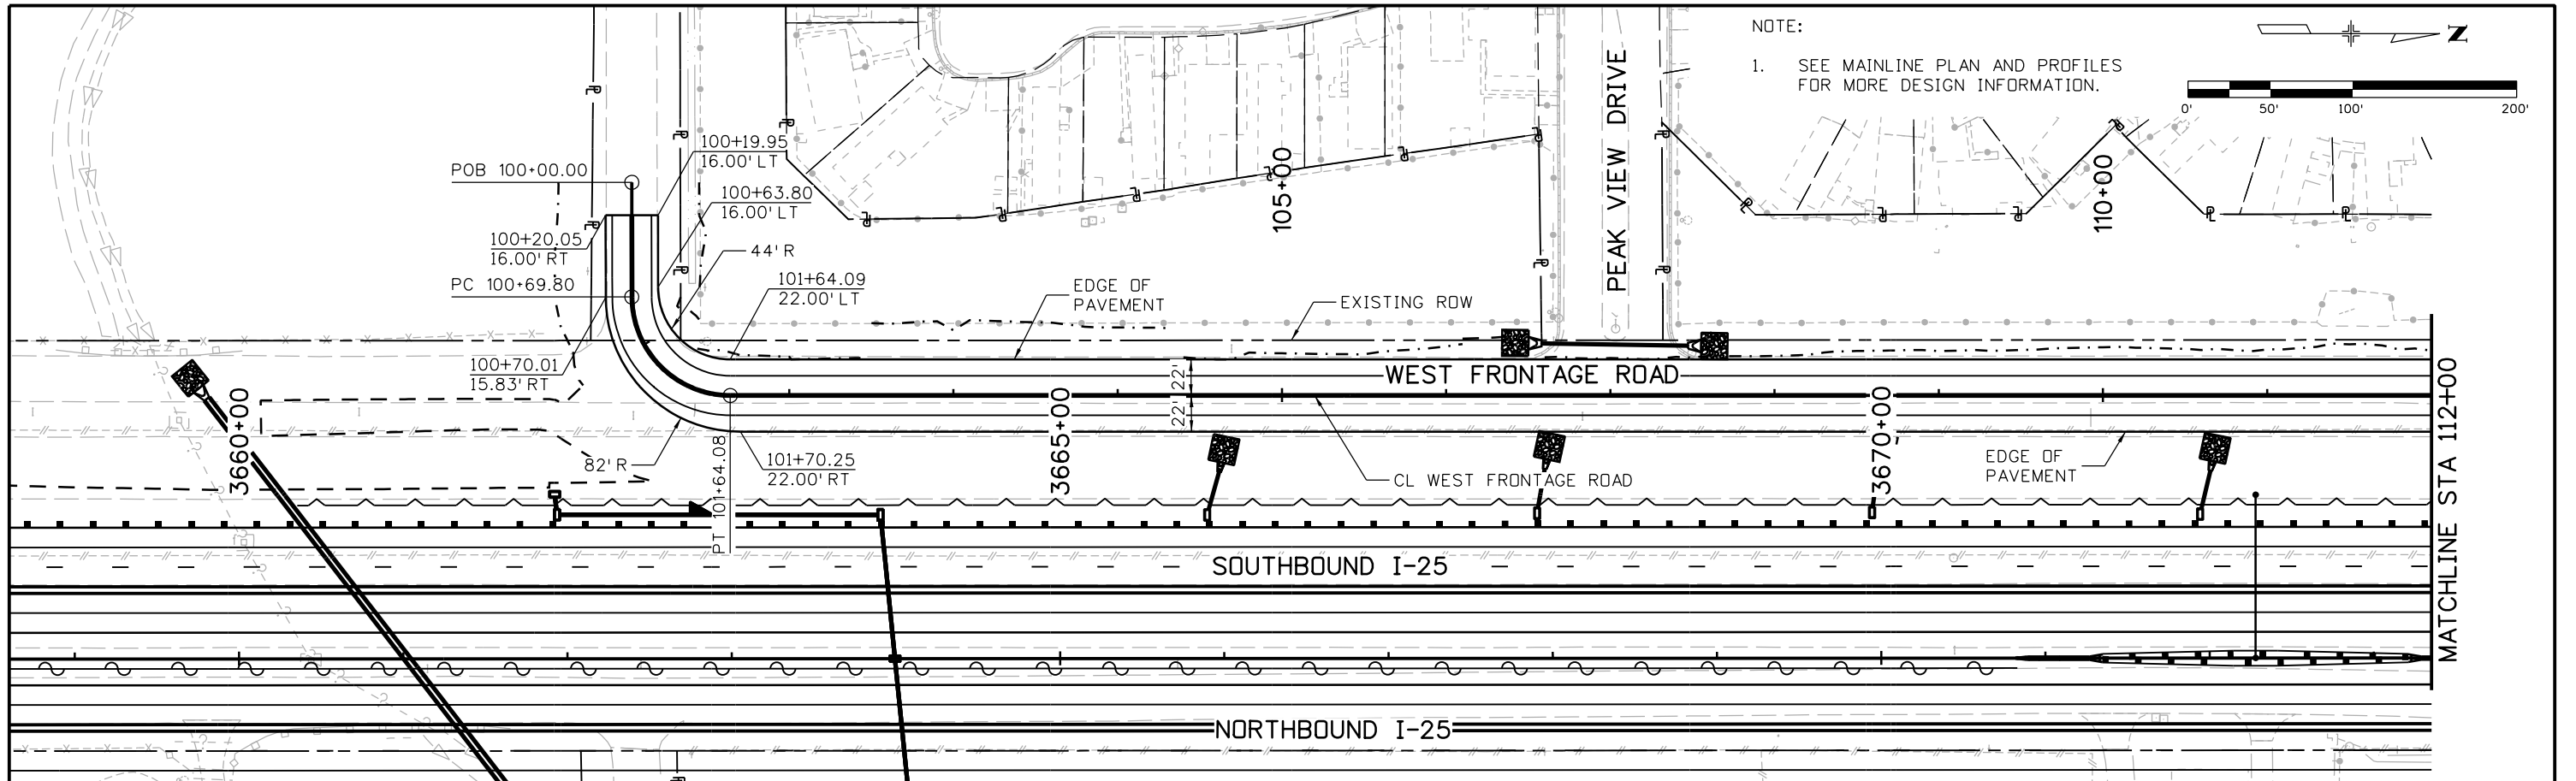 NOTE:
1. SEE MAINLINE PLAN AND PROFILES
FOR MORE DESIGN INFORMATION.
N
0' 50' 100' 200'
PEAK VIEW DRIVE
105+00
110+00
POB 100+00.00
100+19.95
16.00' LT
100+63.80
16.00' LT
100+20.05
16.00' RT
44' R
PC 100+69.80
101+64.09
22.00' LT
EDGE OF
PAVEMENT
EXISTING ROW
100+70.01
15.83' RT
22'
22'
WEST FRONTAGE ROAD
3660+00
3665+00
3670+00
82' R
PT 101+64.08
101+70.25
22.00' RT
CL WEST FRONTAGE ROAD
EDGE OF
PAVEMENT
MATCHLINE STA 112+00
SOUTHBOUND I-25
NORTHBOUND I-25